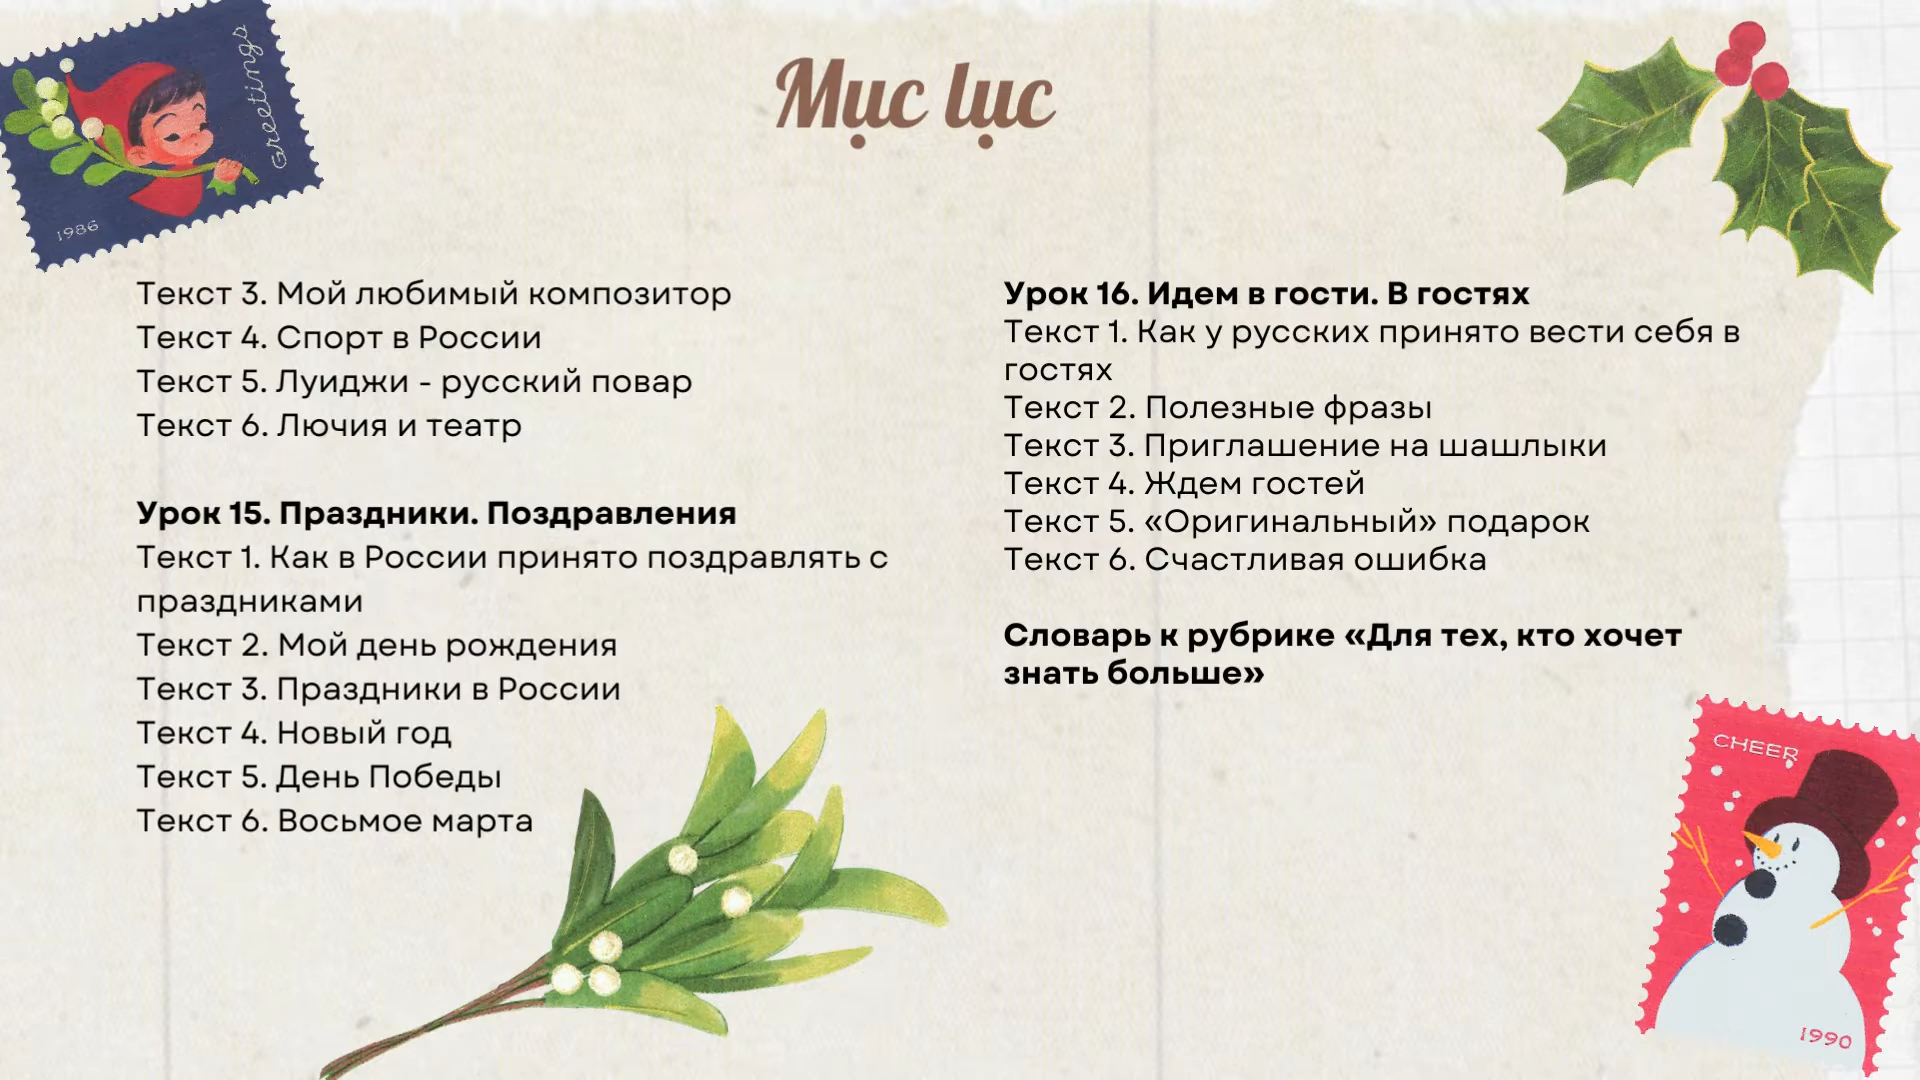 Greetings
1986
Mục lục
Текст 3. Мой любимый композитор
Текст 4. Спорт в России
Текст 5. Луиджи - русский повар
Текст 6. Лючия и театр
Урок 15. Праздники. Поздравления
Текст 1. Как в России принято поздравлять с
праздниками
Текст 2. Мой день рождения
Текст 3. Праздники в России
Текст 4. Новый год
Текст 5. День Победы
Текст 6. Восьмое марта
Урок 16. Идем в гости. В гостях
Текст 1. Как у русских принято вести себя в
гостях
Текст 2. Полезные фразы
Текст 3. Приглашение на шашлыки
Текст 4. Ждем гостей
Текст 5. «Оригинальный» подарок
Текст 6. Счастливая ошибка
Словарь к рубрике «Для тех, кто хочет
знать больше»
CHEER
1990